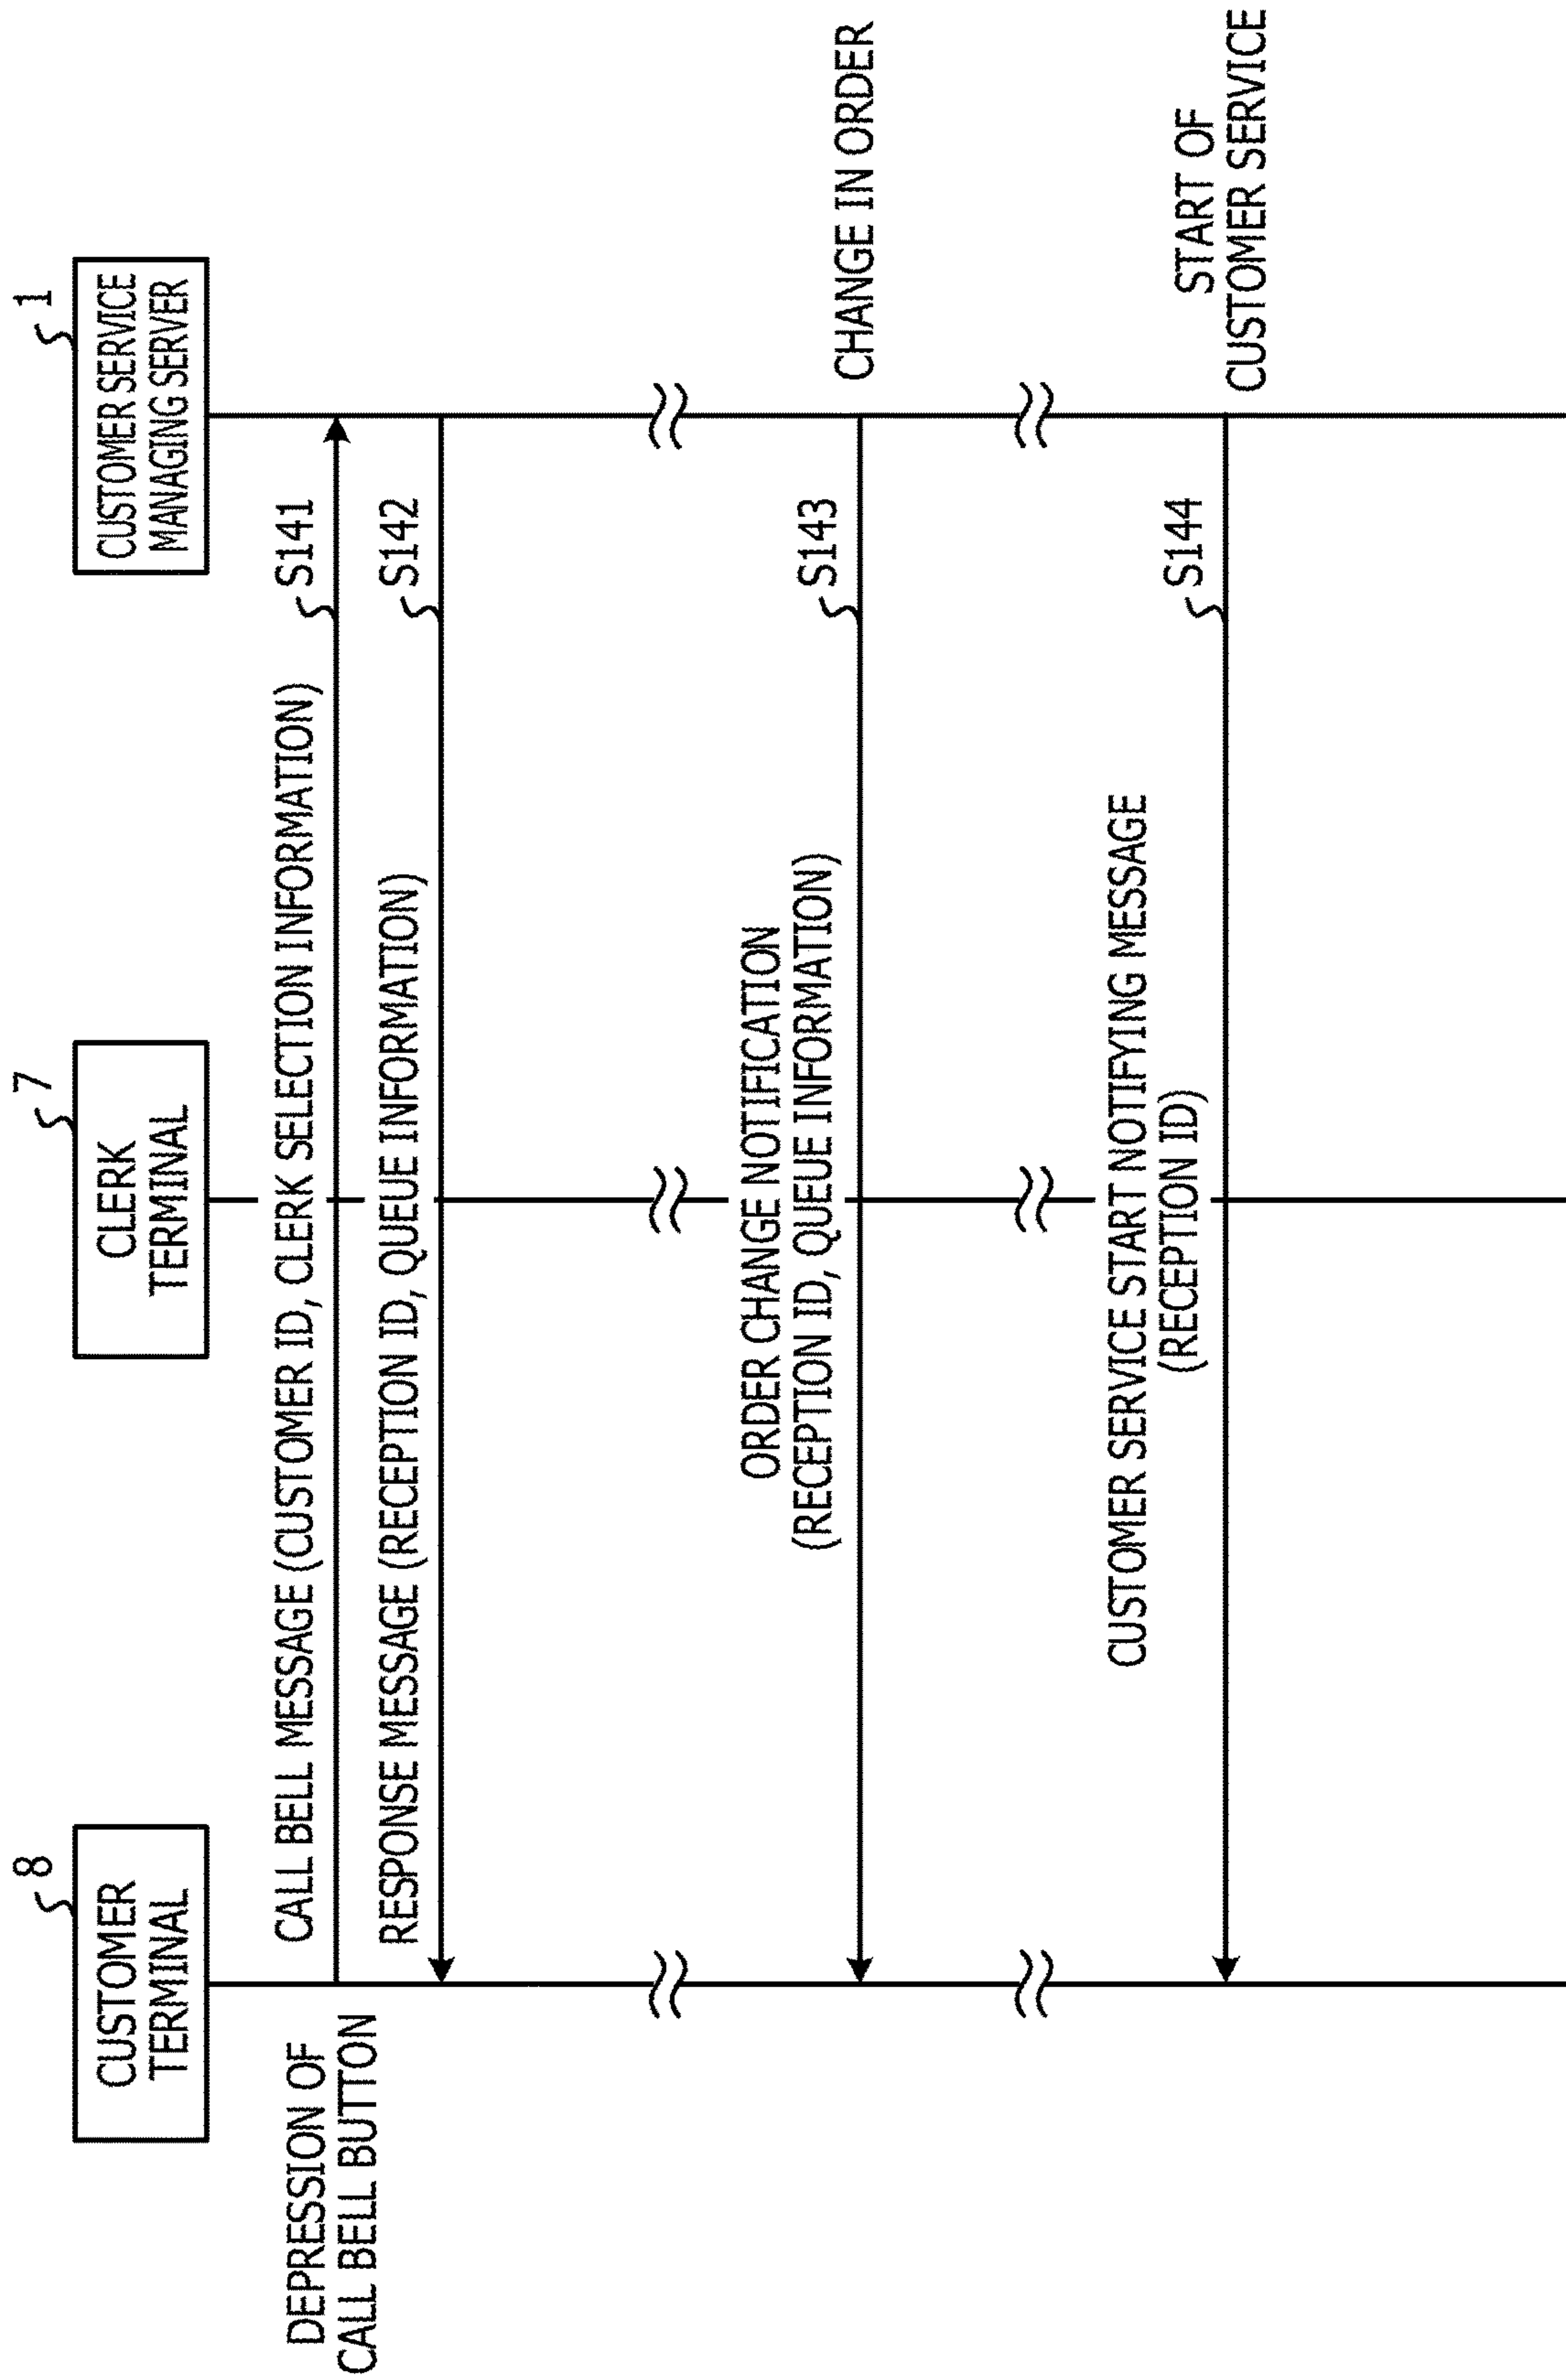 8
CUSTOMER
TERMINAL
7
CLERK
TERMINAL
1
CUSTOMER SERVICE
MANAGING SERVER
DEPRESSION OF
CALL BELL BUTTON
CALL BELL MESSAGE (CUSTOMER ID, CLERK SELECTION INFORMATION)
S141
RESPONSE MESSAGE (RECEPTION ID, QUEUE INFORMATION)
S142
ORDER CHANGE NOTIFICATION
(RECEPTION ID, QUEUE INFORMATION)
S143
CHANGE IN ORDER
CUSTOMER SERVICE START NOTIFYING MESSAGE
(RECEPTION ID)
S144
START OF
CUSTOMER SERVICE